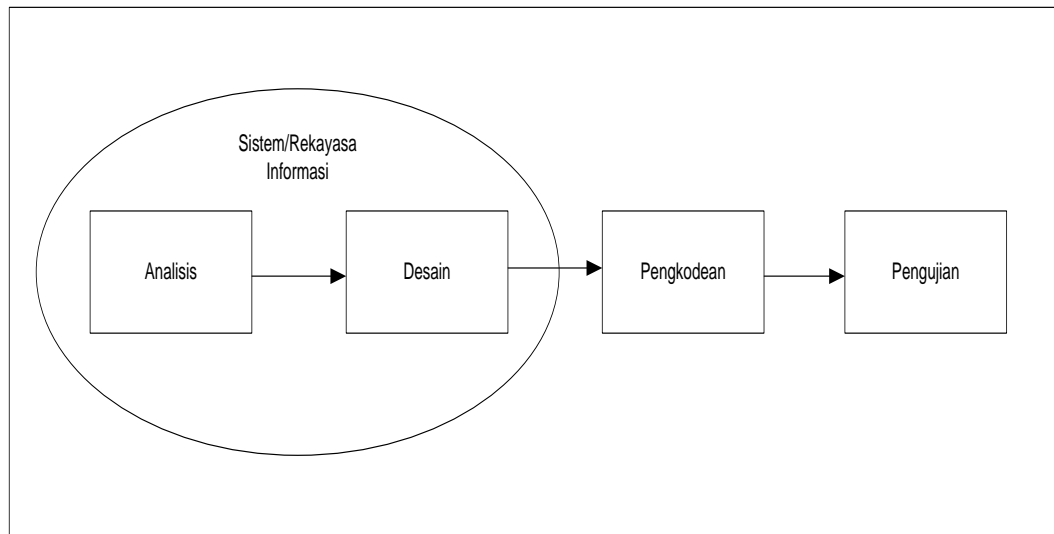 Sistem/Rekayasa
Informasi
Analisis
Desain
Pengkodean
Pengujian